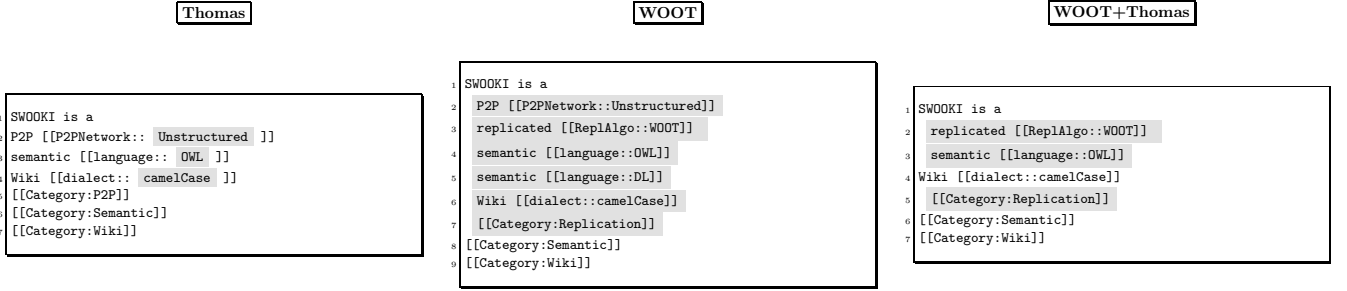 Thomas
1 SWOOKI is a
2 P2P [[P2PNetwork:: Unstructured ]]
3 semantic [[language:: OWL ]]
4 Wiki [[dialect:: camelCase ]]
5 [[Category:P2P]]
6 [[Category:Semantic]]
7 [[Category:Wiki]]
WOOT
1 SWOOKI is a
2 P2P [[P2PNetwork::Unstructured]]
3 replicated [[ReplAlgo::WOOT]]
4 semantic [[language::OWL]]
5 semantic [[language::DL]]
6 Wiki [[dialect::camelCase]]
7 [[Category:Replication]]
8 [[Category:Semantic]]
9 [[Category:Wiki]]
WOOT+Thomas
1 SWOOKI is a
2 replicated [[ReplAlgo::WOOT]]
3 semantic [[language::OWL]]
4 Wiki [[dialect::camelCase]]
5 [[Category:Replication]]
6 [[Category:Semantic]]
7 [[Category:Wiki]]